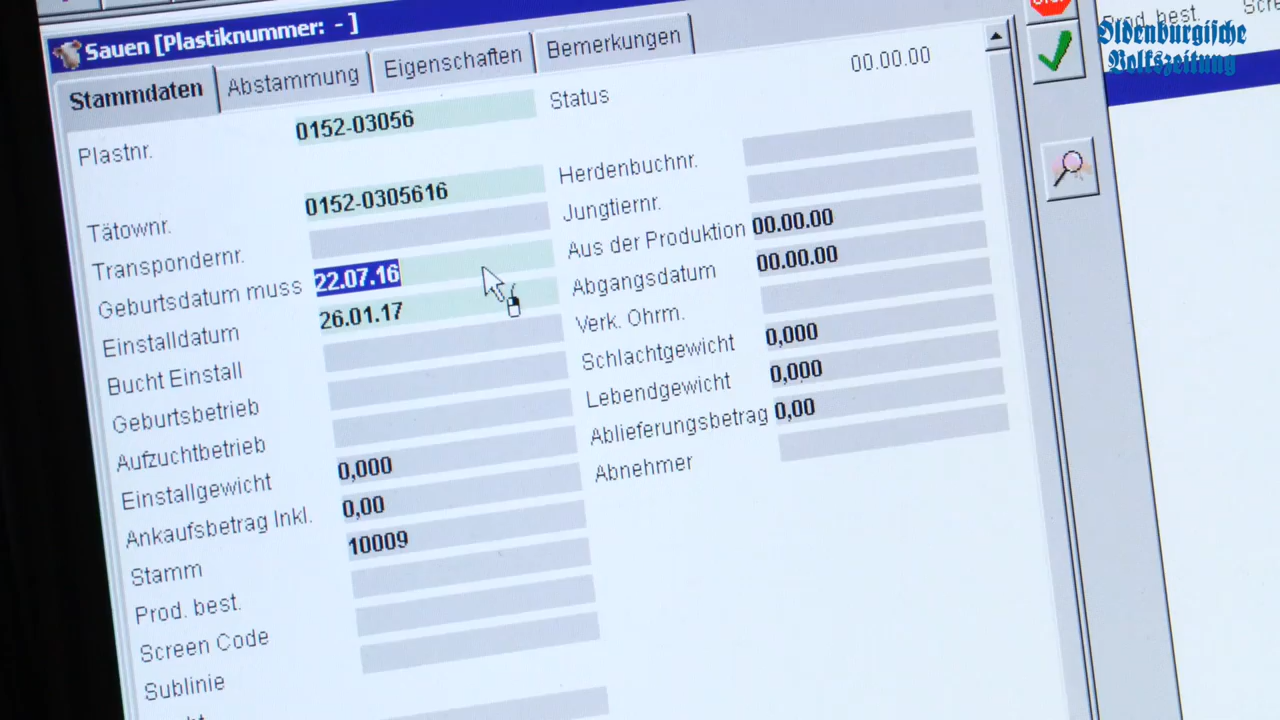 Sauen [Plastiknummer: - ]
Stammdaten Abstammung Eigenschaften Bemerkungen
Plastnr. 0152-03056 Status 00.00.00
Tätownr. 0152-0305616 Herdenbuchnr.
Transpondernr. Jungtiernr.
Geburtsdatum muss 22.07.16 Aus der Produktion 00.00.00
Einstalldatum 26.01.17 Abgangsdatum 00.00.00
Bucht Einstall Verk. Ohrm.
Geburtsbetrieb Schlachtgewicht 0,000
Aufzuchtbetrieb Lebendgewicht 0,000
Einstallgewicht 0,000 Ablieferungsbetrag 0,00
Ankaufsbetrag Inkl. 0,00 Abnehmer
Stamm 10009
Prod. best.
Screen Code
Sublinie
Prod. best.
Oldenburgische
Volkszeitung